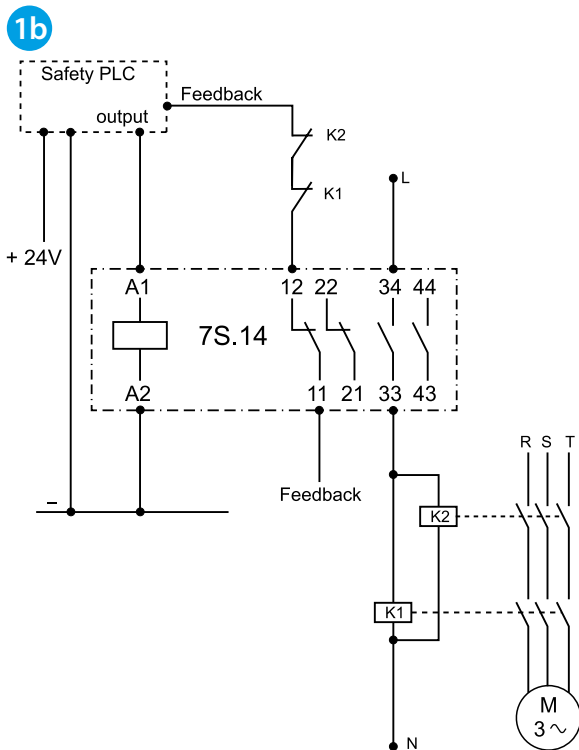 1b
Safety PLC
output
Feedback
K2
K1
L
+ 24V
A1 12 22 34 44
7S.14
A2 11 21 33 43
Feedback
R S T
–
K2
K1
M
3 ~
N